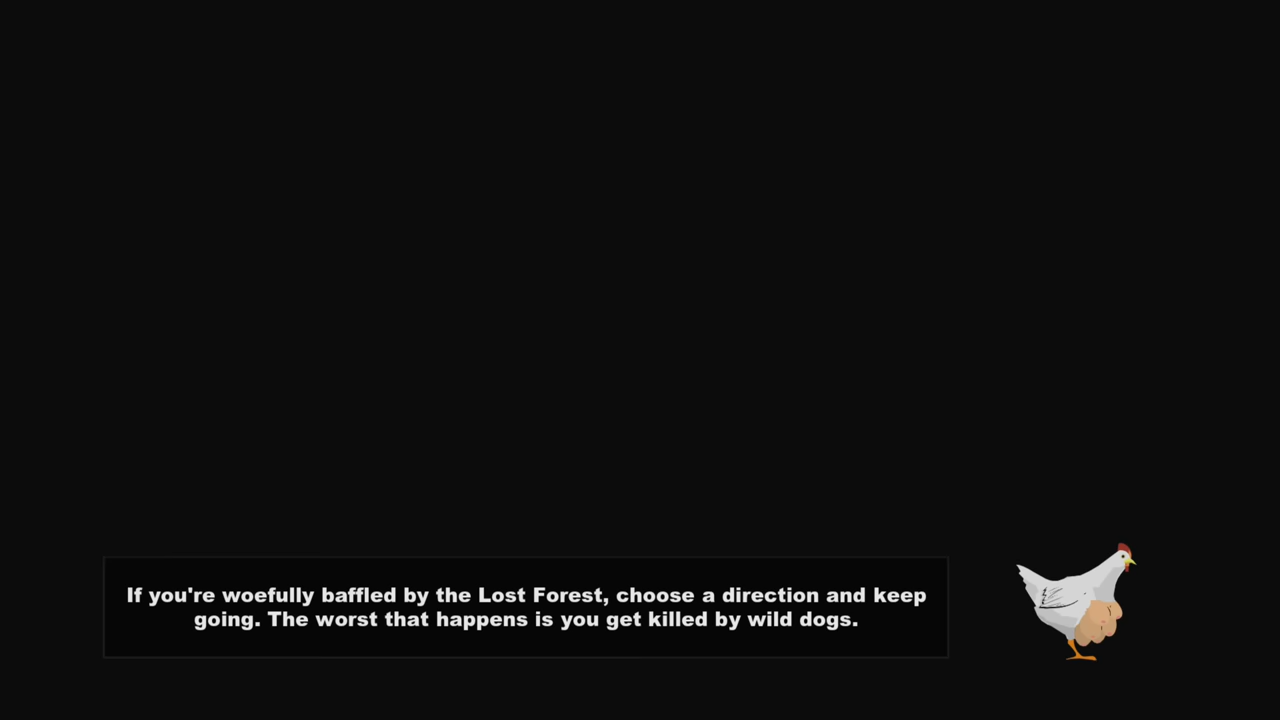 If you're woefully baffled by the Lost Forest, choose a direction and keep
going. The worst that happens is you get killed by wild dogs.